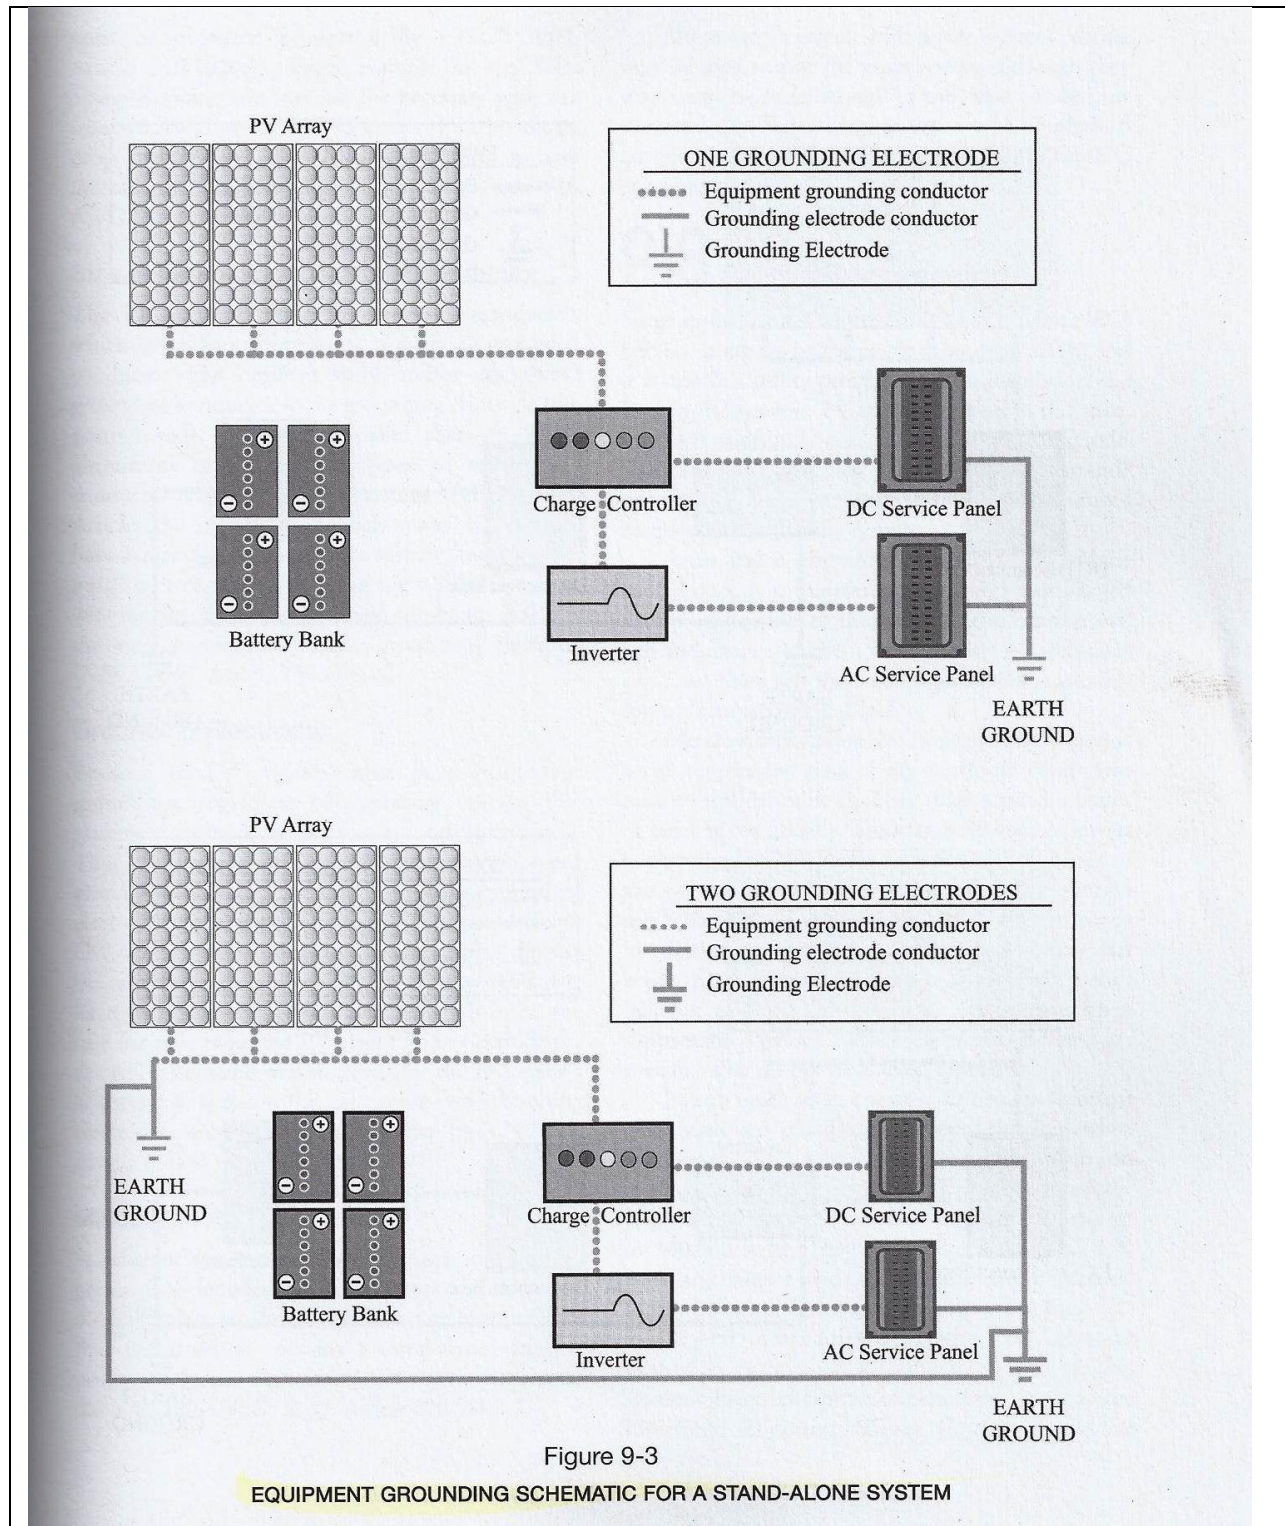 PV Array
ONE GROUNDING ELECTRODE
Equipment grounding conductor
Grounding electrode conductor
Grounding Electrode
Charge Controller
DC Service Panel
Battery Bank
Inverter
AC Service Panel
EARTH
GROUND
PV Array
TWO GROUNDING ELECTRODES
Equipment grounding conductor
Grounding electrode conductor
Grounding Electrode
EARTH
GROUND
Charge Controller
DC Service Panel
Battery Bank
Inverter
AC Service Panel
EARTH
GROUND
Figure 9-3
EQUIPMENT GROUNDING SCHEMATIC FOR A STAND-ALONE SYSTEM